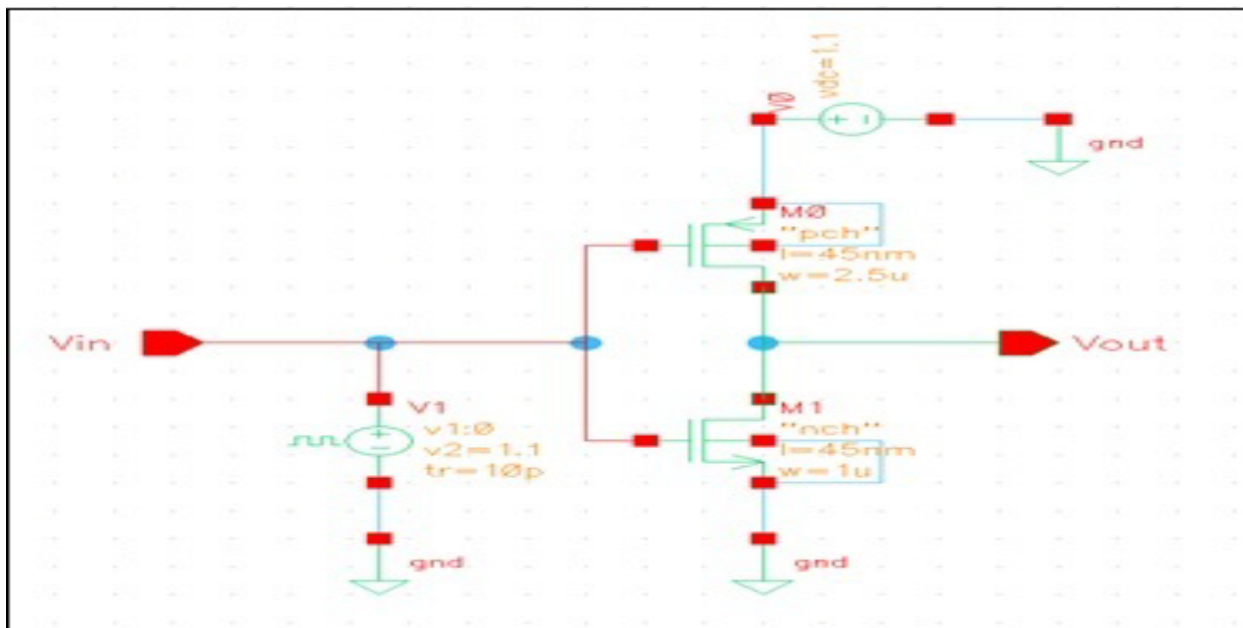 vdc=1.1
V0
gnd
M0
"pch"
l=45nm
w=2.5u
Vin
Vout
V1
v1:0
v2=1.1
tr=10p
M1
"nch"
l=45nm
w=1u
gnd
gnd